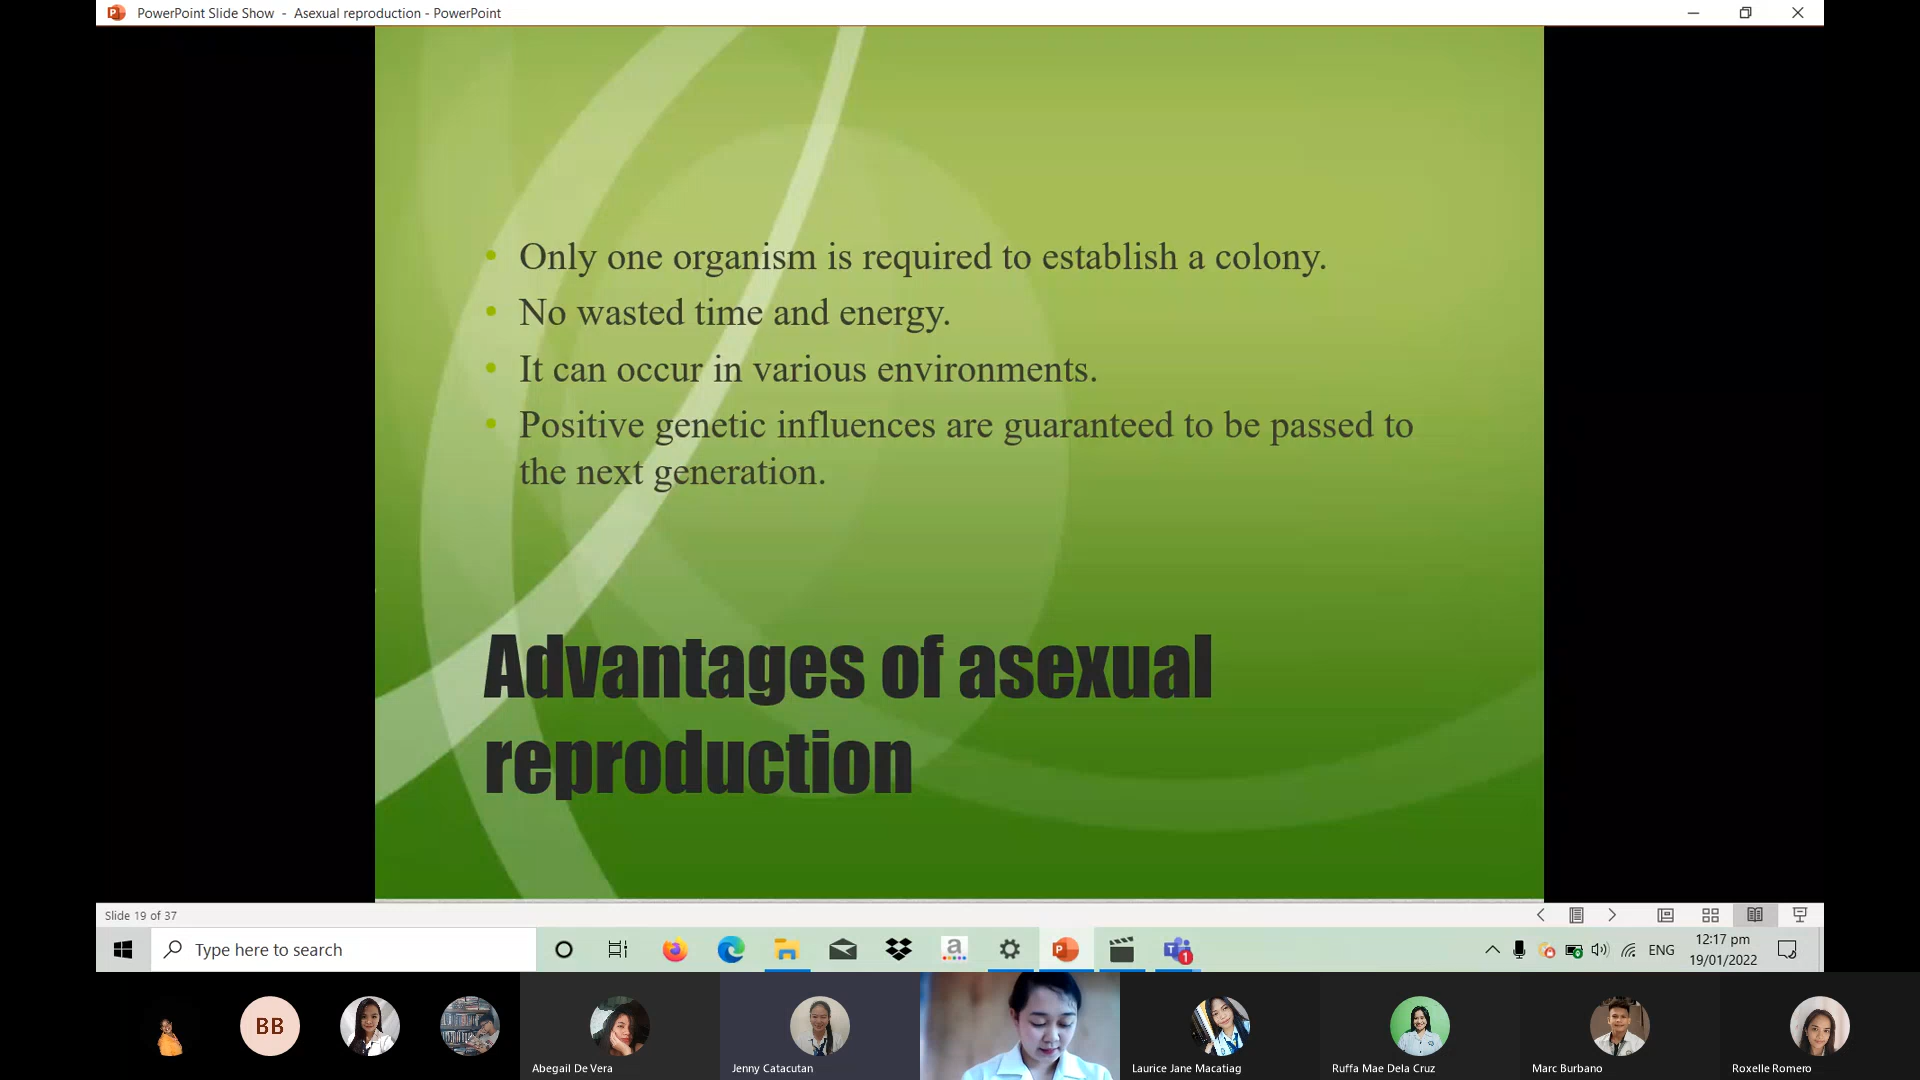 PowerPoint Slide Show - Asexual reproduction - PowerPoint
• Only one organism is required to establish a colony.
• No wasted time and energy.
• It can occur in various environments.
• Positive genetic influences are guaranteed to be passed to
the next generation.
Advantages of asexual
reproduction
Slide 19 of 37
Type here to search
a
1
ENG
12:17 pm
19/01/2022
BB
Abegail De Vera
Jenny Catacutan
Laurice Jane Macatiag
Ruffa Mae Dela Cruz
Marc Burbano
Roxelle Romero